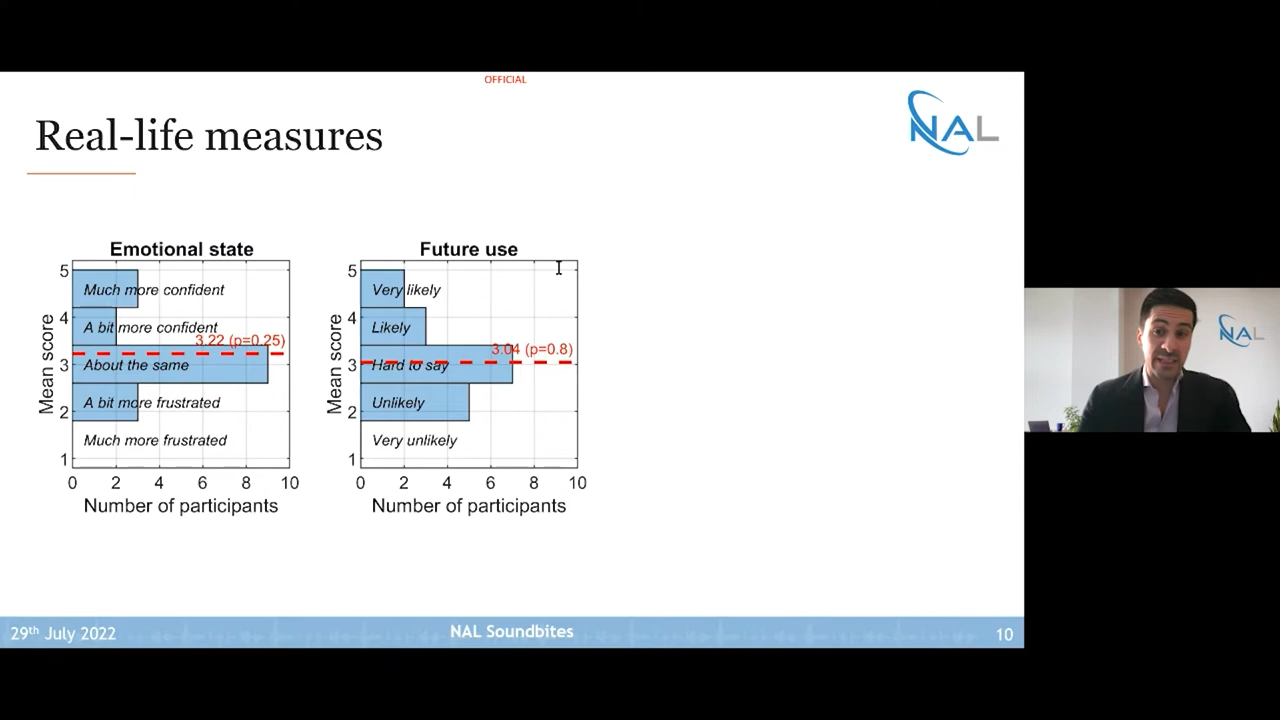 OFFICIAL
Real-life measures
NAL
Emotional state
Mean score
5
4
3
2
1
Much more confident
A bit more confident
3.22 (p=0.25)
About the same
A bit more frustrated
Much more frustrated
0 2 4 6 8 10
Number of participants
Future use
Mean score
5
4
3
2
1
Very likely
Likely
3.04 (p=0.8)
Hard to say
Unlikely
Very unlikely
0 2 4 6 8 10
Number of participants
NAL
29th July 2022
NAL Soundbites
10